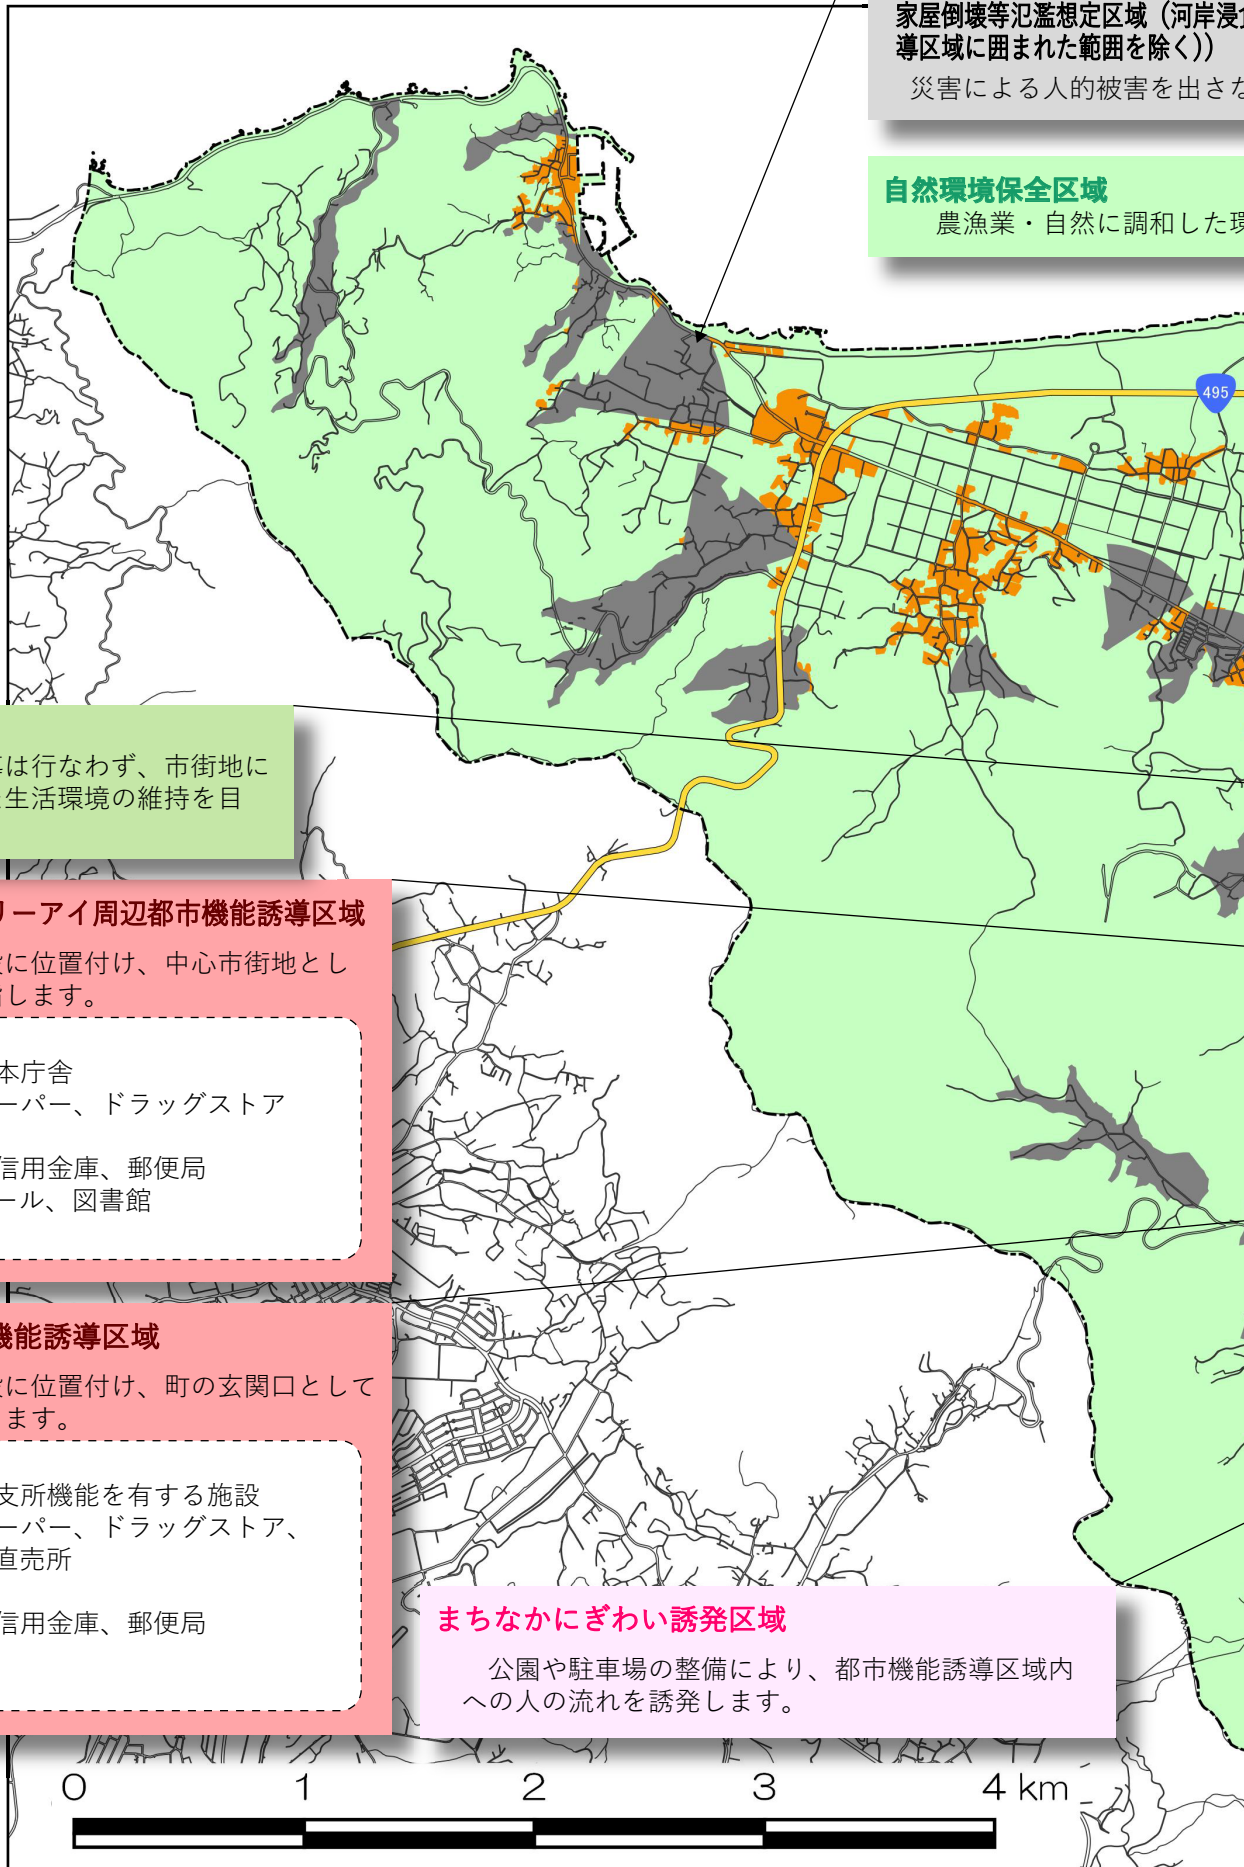 家屋倒壊等氾濫想定区域（河岸浸食
導区域に囲まれた範囲を除く））
災害による人的被害を出さな
自然環境保全区域
農漁業・自然に調和した環
495
は行なわず、市街地に
生活環境の維持を目
リーアイ周辺都市機能誘導区域
に位置付け、中心市街地とし
指します。
本庁舎
ーパー、ドラッグストア
信用金庫、郵便局
ール、図書館
機能誘導区域
に位置付け、町の玄関口として
ます。
支所機能を有する施設
ーパー、ドラッグストア、
直売所
信用金庫、郵便局
まちなかにぎわい誘発区域
公園や駐車場の整備により、都市機能誘導区域内
への人の流れを誘発します。
0 1 2 3 4 km